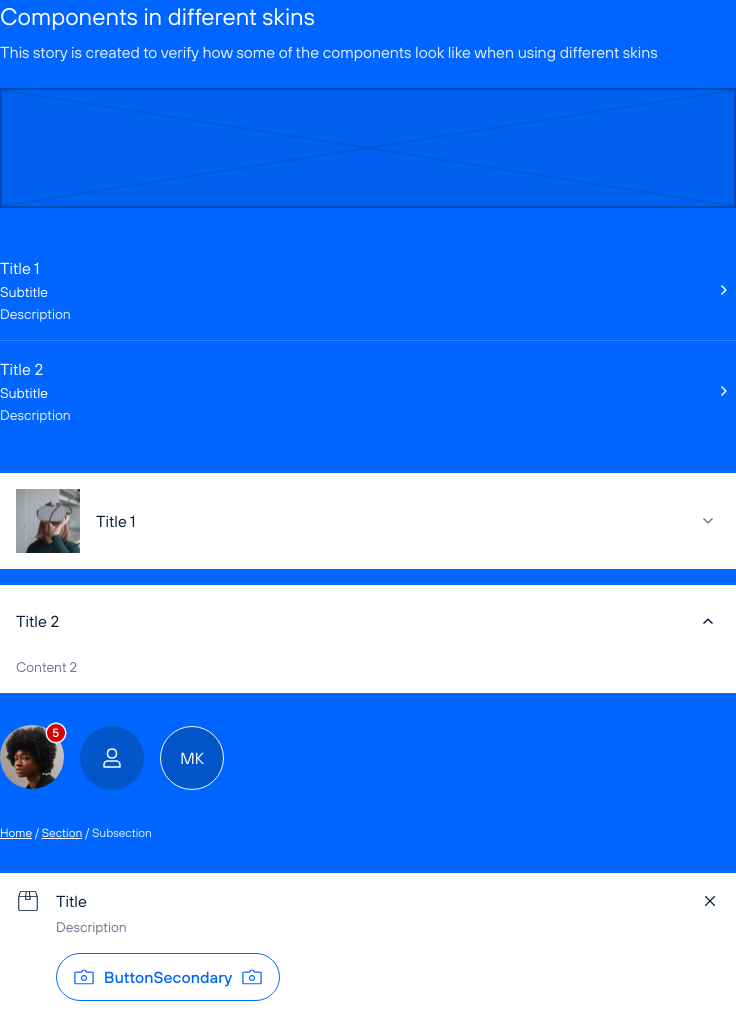 Components in different skins
This story is created to verify how some of the components look like when using different skins
Title 1
Subtitle
Description
Title 2
Subtitle
Description
Title 1
Title 2
Content 2
5
MK
Home / Section / Subsection
Title
Description
ButtonSecondary